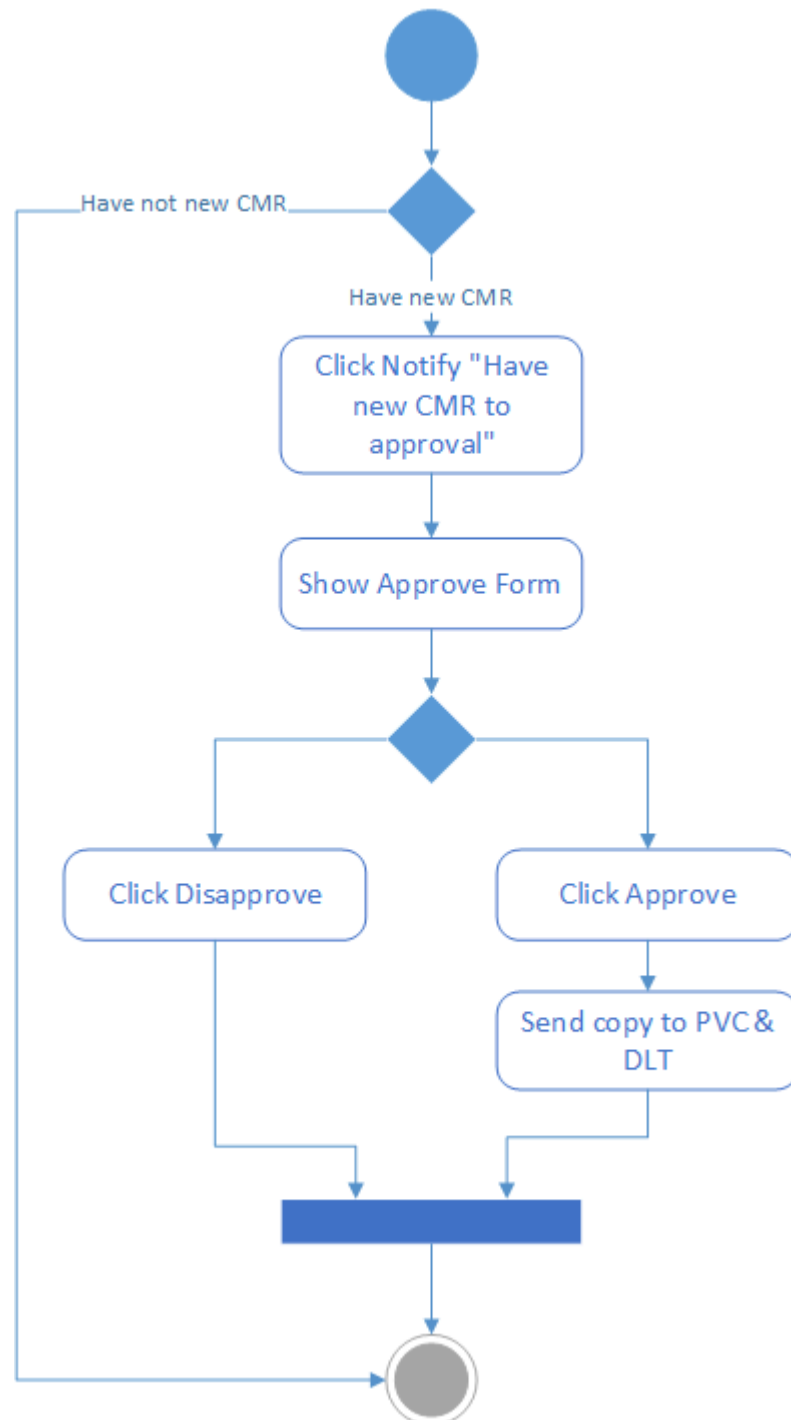 Have not new CMR
Have new CMR
Click Notify "Have
new CMR to
approval"
Show Approve Form
Click Disapprove
Click Approve
Send copy to PVC &
DLT